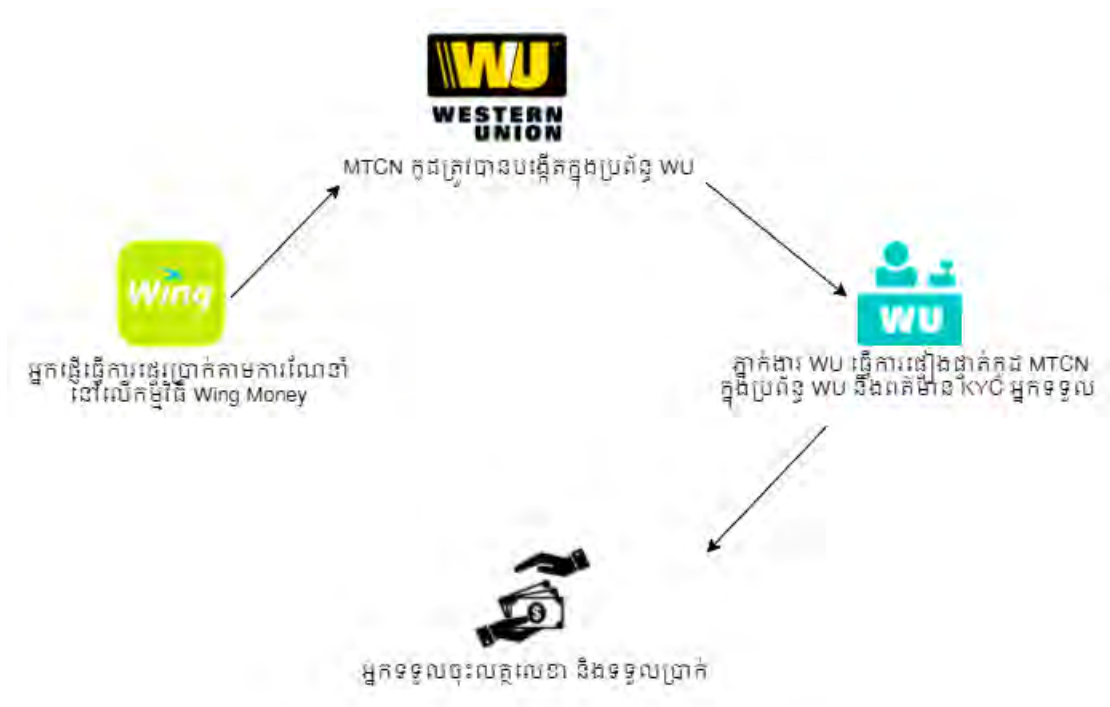 WU
WESTERN
UNION
MTCN កូដត្រូវបានបង្កើតក្នុងប្រព័ន្ធ WU
Wing
អ្នកផ្ញើធ្វើការផ្ទេរប្រាក់តាមការណែនាំ
នៅលើកម្មវិធី Wing Money
WU
ភ្នាក់ងារ WU ធ្វើការផ្ទៀងផ្ទាត់កូដ MTCN
ក្នុងប្រព័ន្ធ WU និងពត៌មាន KYC អ្នកទទួល
អ្នកទទួលចុះហត្ថលេខា និងទទួលប្រាក់